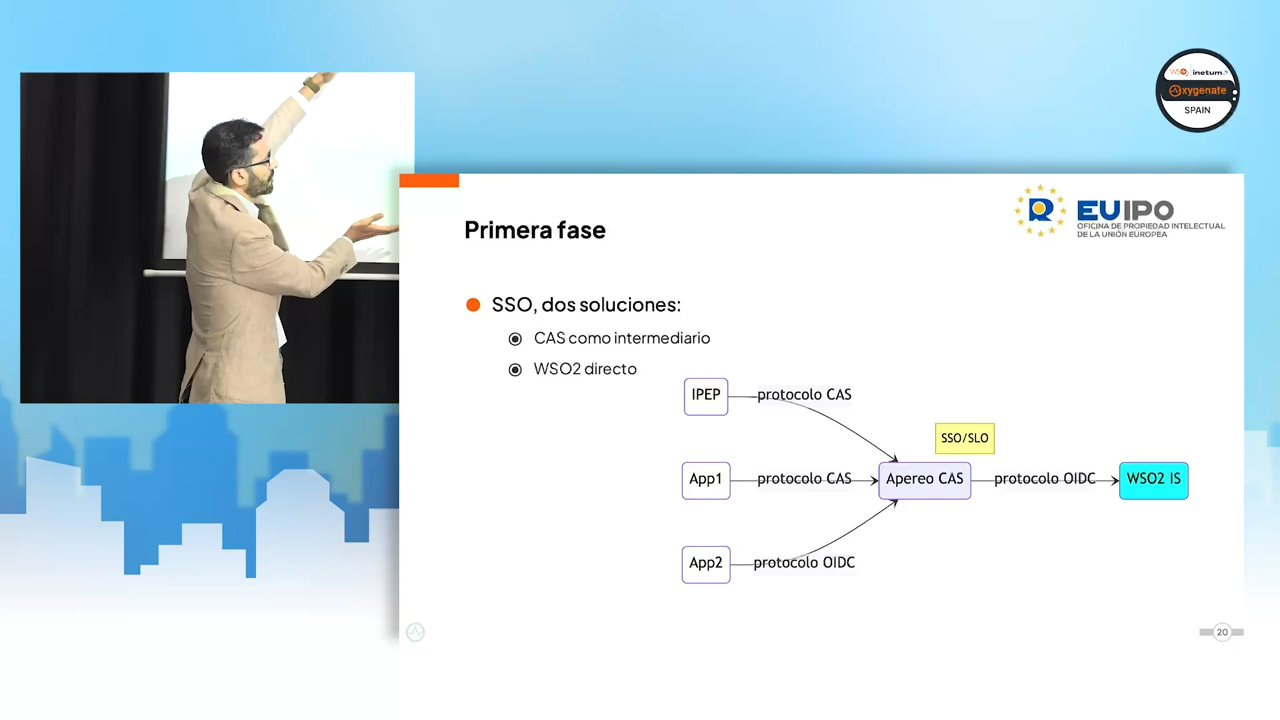 WSO2 inetum.
Oxygenate
SPAIN
EUIPO
OFICINA DE PROPIEDAD INTELECTUAL
DE LA UNIÓN EUROPEA
Primera fase
SSO, dos soluciones:
CAS como intermediario
WSO2 directo
IPEP
protocolo CAS
SSO/SLO
App1
protocolo CAS
Apereo CAS
protocolo OIDC
WSO2 IS
App2
protocolo OIDC
20